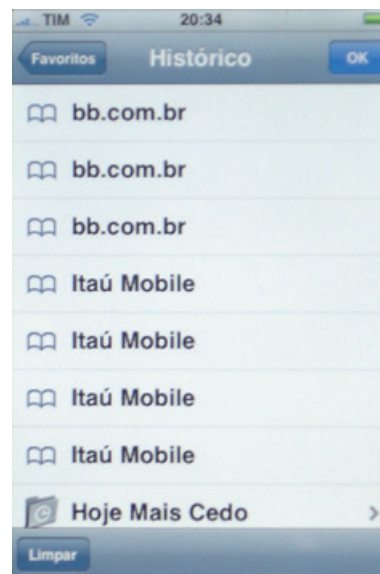 TIM 20:34
Favoritos Histórico OK
bb.com.br
bb.com.br
bb.com.br
Itaú Mobile
Itaú Mobile
Itaú Mobile
Itaú Mobile
Hoje Mais Cedo
Limpar